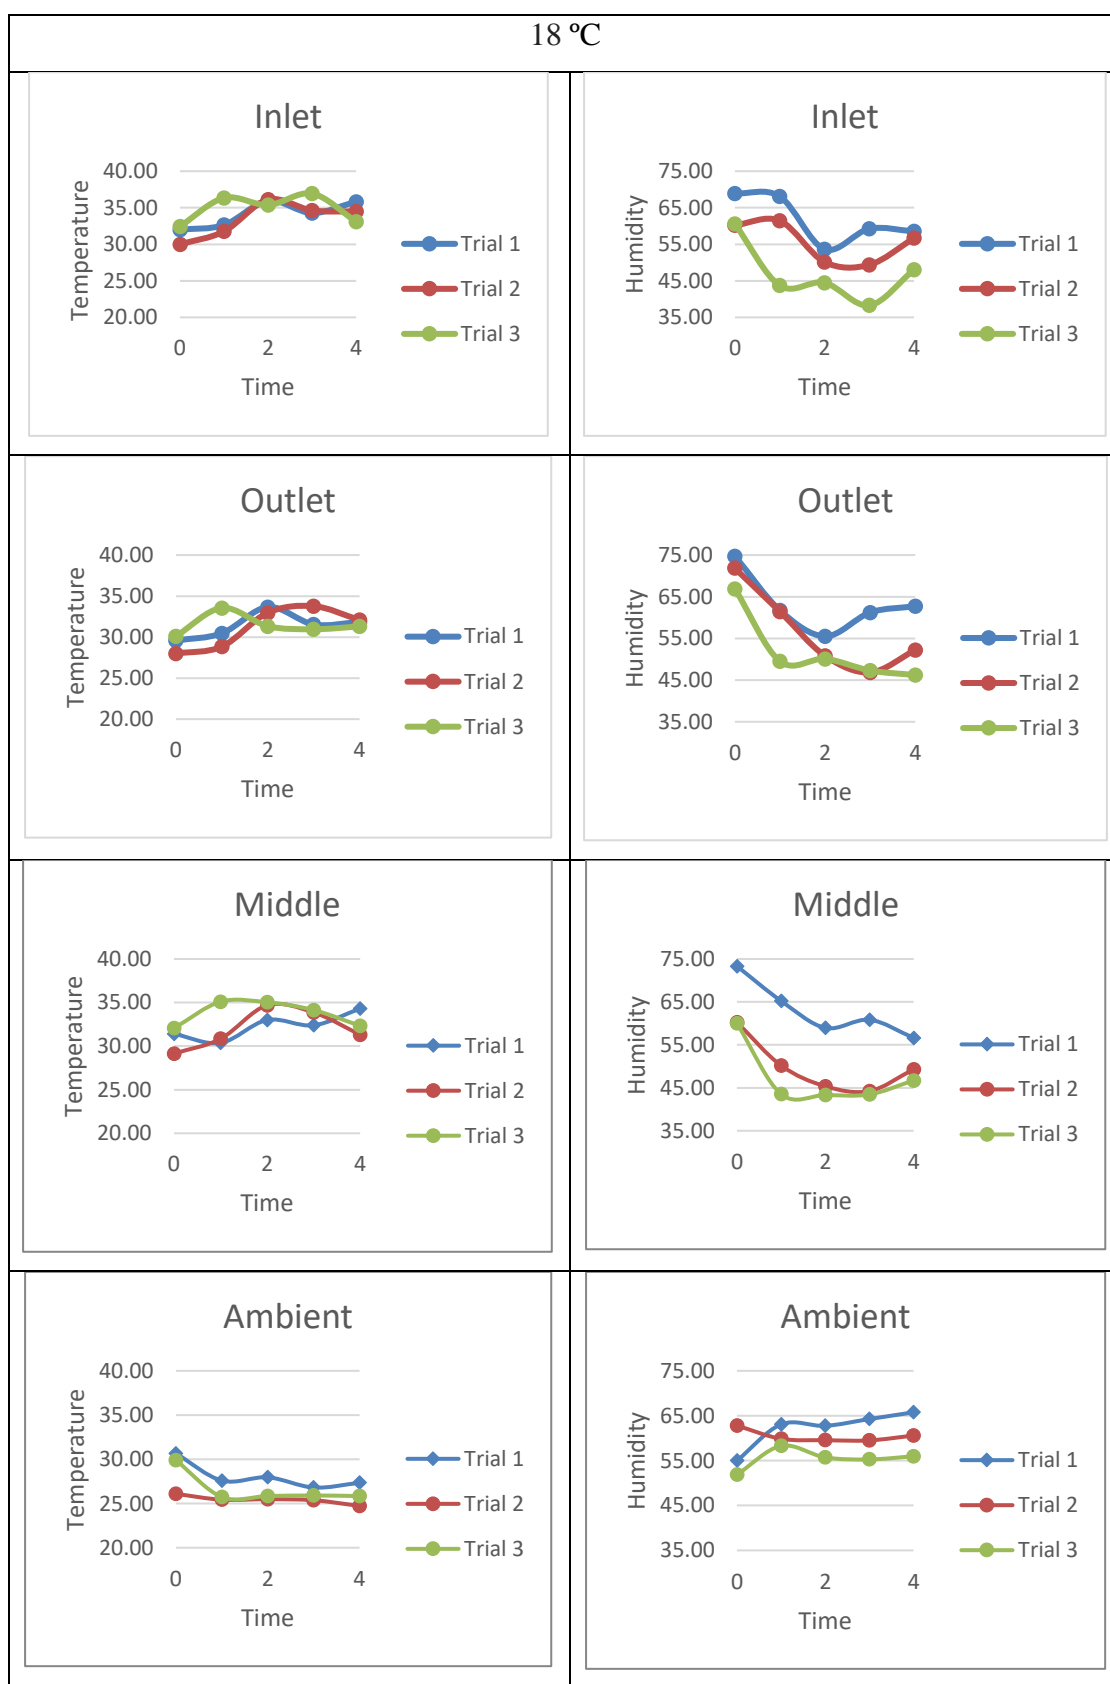 18 ºC
Inlet
Temperature
40.00
35.00
30.00
25.00
20.00
0 2 4
Time
Trial 1
Trial 2
Trial 3
Inlet
Humidity
75.00
65.00
55.00
45.00
35.00
0 2 4
Time
Trial 1
Trial 2
Trial 3
Outlet
Temperature
40.00
35.00
30.00
25.00
20.00
0 2 4
Time
Trial 1
Trial 2
Trial 3
Outlet
Humidity
75.00
65.00
55.00
45.00
35.00
0 2 4
Time
Trial 1
Trial 2
Trial 3
Middle
Temperature
40.00
35.00
30.00
25.00
20.00
0 2 4
Time
Trial 1
Trial 2
Trial 3
Middle
Humidity
75.00
65.00
55.00
45.00
35.00
0 2 4
Time
Trial 1
Trial 2
Trial 3
Ambient
Temperature
40.00
35.00
30.00
25.00
20.00
0 2 4
Time
Trial 1
Trial 2
Trial 3
Ambient
Humidity
75.00
65.00
55.00
45.00
35.00
0 2 4
Time
Trial 1
Trial 2
Trial 3